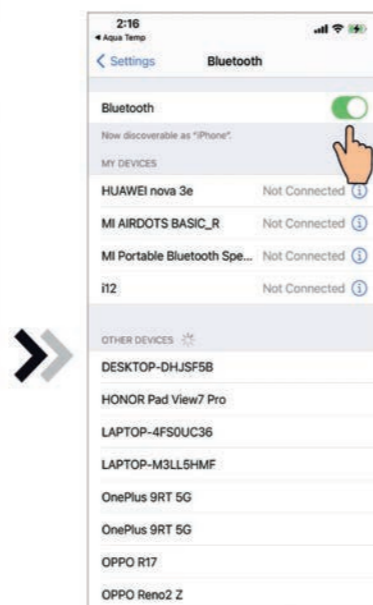 2:16
◀ Aqua Temp
Settings Bluetooth
Bluetooth
Now discoverable as "iPhone".
MY DEVICES
HUAWEI nova 3e Not Connected
MI AIRDOTS BASIC_R Not Connected
MI Portable Bluetooth Spe... Not Connected
i12 Not Connected
OTHER DEVICES
DESKTOP-DHJSF5B
HONOR Pad View7 Pro
LAPTOP-4FS0UC36
LAPTOP-M3LL5HMF
OnePlus 9RT 5G
OnePlus 9RT 5G
OPPO R17
OPPO Reno2 Z